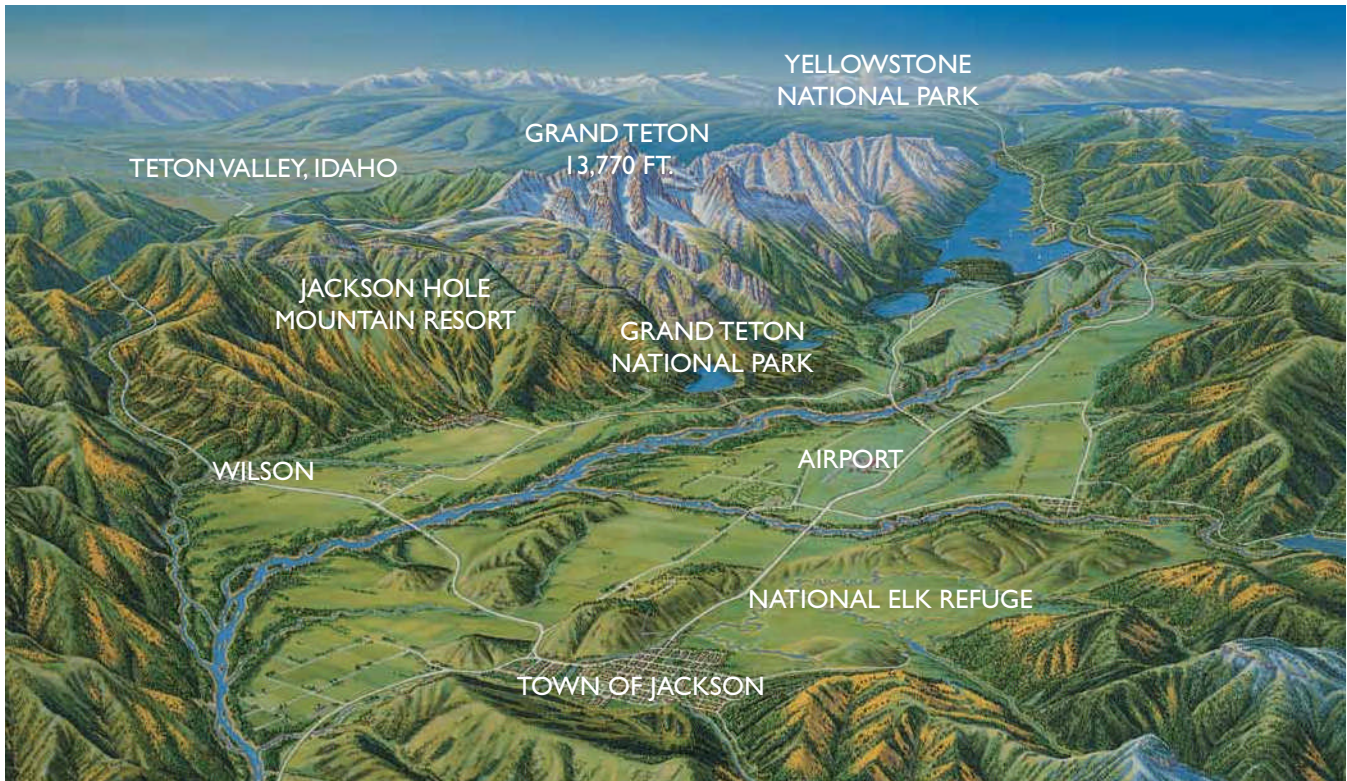 YELLOWSTONE
NATIONAL PARK
GRAND TETON
13,770 FT.
TETON VALLEY, IDAHO
JACKSON HOLE
MOUNTAIN RESORT
GRAND TETON
NATIONAL PARK
WILSON
AIRPORT
NATIONAL ELK REFUGE
TOWN OF JACKSON